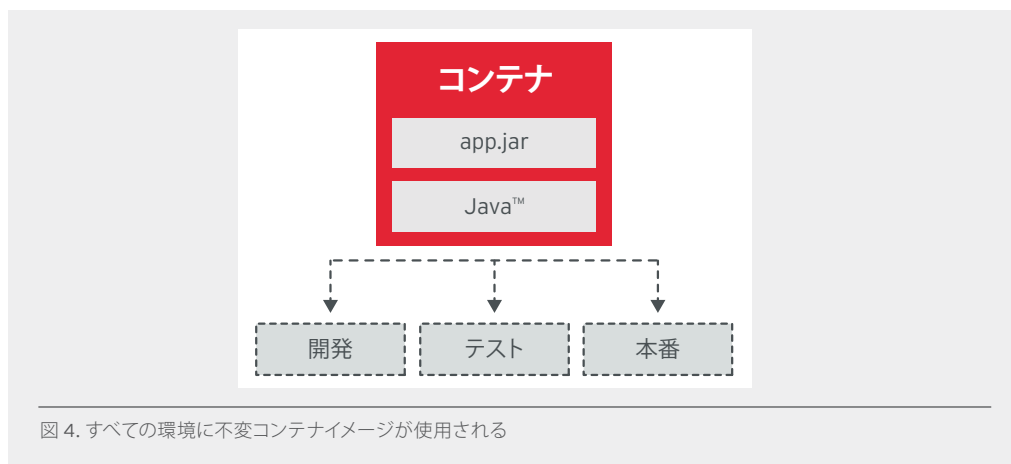 コンテナ
app.jar
Java™
開発
テスト
本番
図 4. すべての環境に不変コンテナイメージが使用される